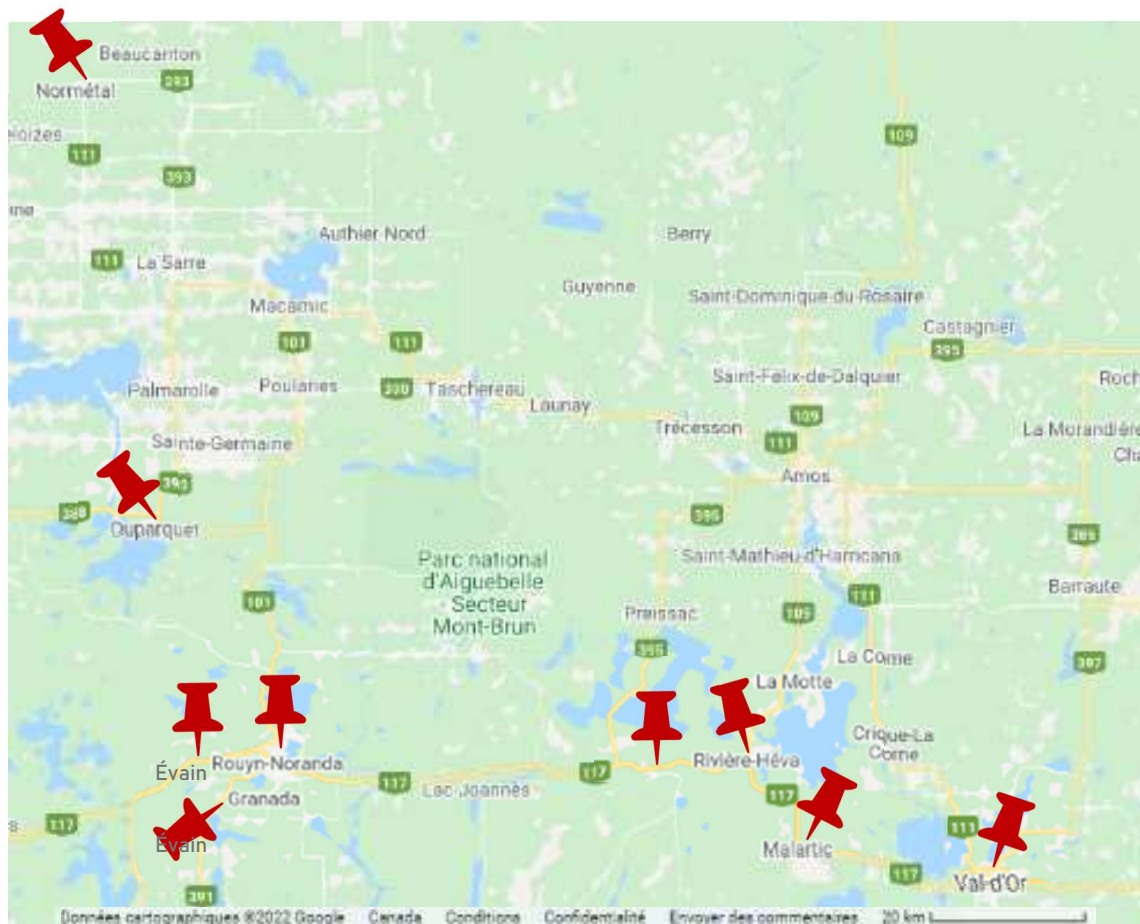 Beaucanton
Normétal
393
eloizes
111
109
393
ine
Authier Nord
Berry
111
La Sarre
Guyenne
Saint-Dominique-du-Rosaire
Macamic
Castagnier
101
111
395
Palmarolle
Poularies
390
Taschereau
Saint-Félix-de-Dalquier
Roch
Launay
109
Trécesson
111
La Morandière
Sainte-Germaine
Cha
Amos
393
388
395
Duparquet
Saint-Mathieu-d'Harricana
Parc national
d'Aiguebelle
- Secteur
Mont-Brun
Barraute
101
111
Preissac
109
395
La Corne
397
La Motte
Crique-La
Corne
Évain
Rouyn-Noranda
Rivière-Héva
117
117
Lac-Joannès
Granada
117
s
117
111
Évain
Malartic
117
Val-d'Or
391
Données cartographiques ©2022 Google Canada Conditions Confidentialité Envoyer des commentaires 20 km